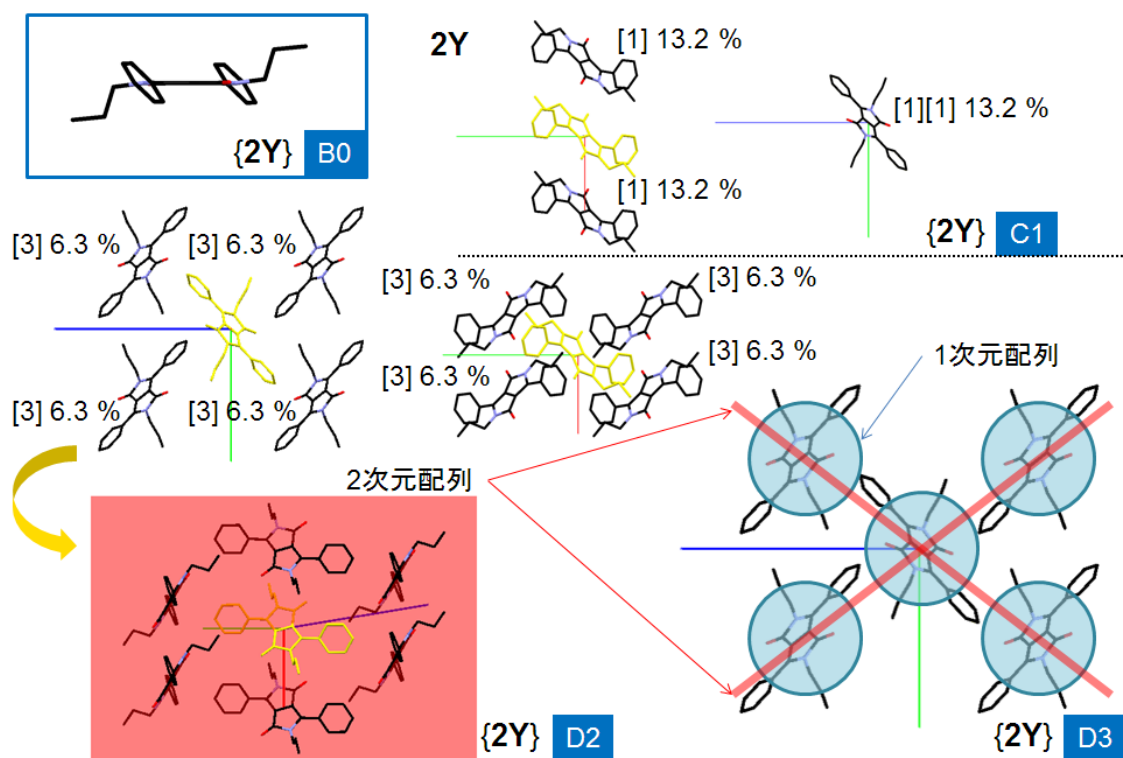 {2Y} B0
2Y
[1] 13.2 %
[1] 13.2 %
[1][1] 13.2 %
{2Y} C1
[3] 6.3 % [3] 6.3 %
[3] 6.3 % [3] 6.3 %
[3] 6.3 % [3] 6.3 %
[3] 6.3 % [3] 6.3 %
1次元配列
2次元配列
{2Y} D2
{2Y} D3